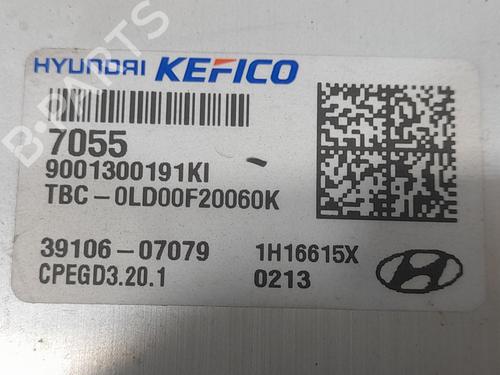 HYUNDAI KEFICO
7055
9001300191KI
TBC-0LD00F20060K
39106-07079 1H16615X
CPEGD3.20.1 0213
B-PARTS